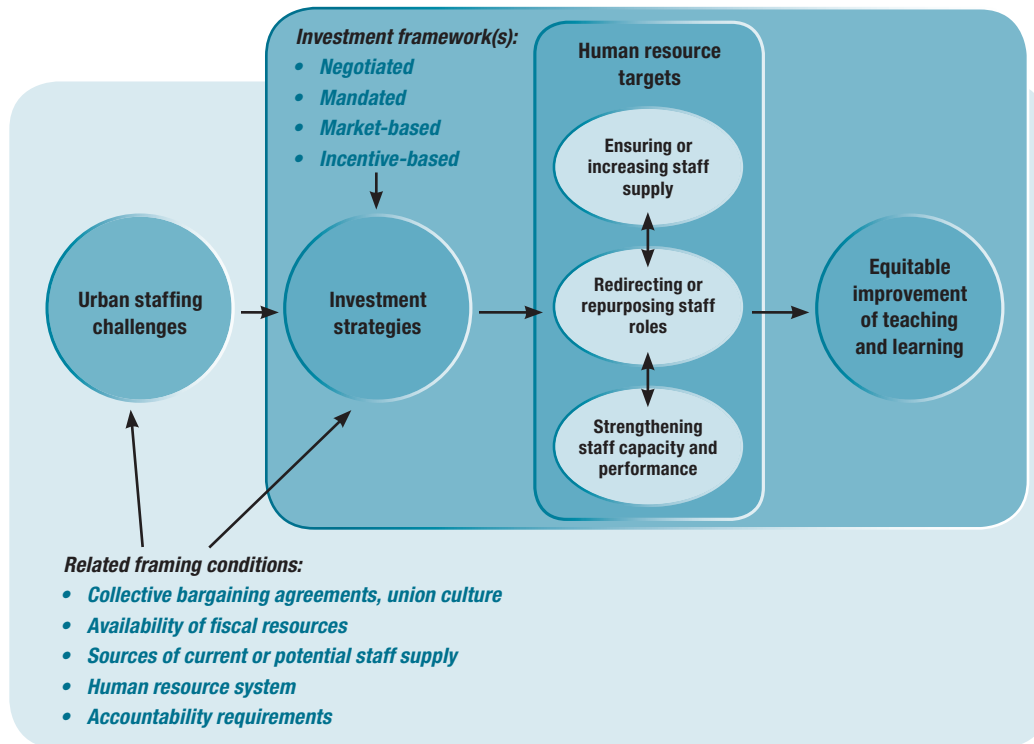 Investment framework(s):
• Negotiated
• Mandated
• Market-based
• Incentive-based
Human resource
targets
Ensuring or
increasing staff
supply
Urban staffing
challenges
Investment
strategies
Redirecting or
repurposing staff
roles
Equitable
improvement
of teaching
and learning
Strengthening
staff capacity and
performance
Related framing conditions:
• Collective bargaining agreements, union culture
• Availability of fiscal resources
• Sources of current or potential staff supply
• Human resource system
• Accountability requirements